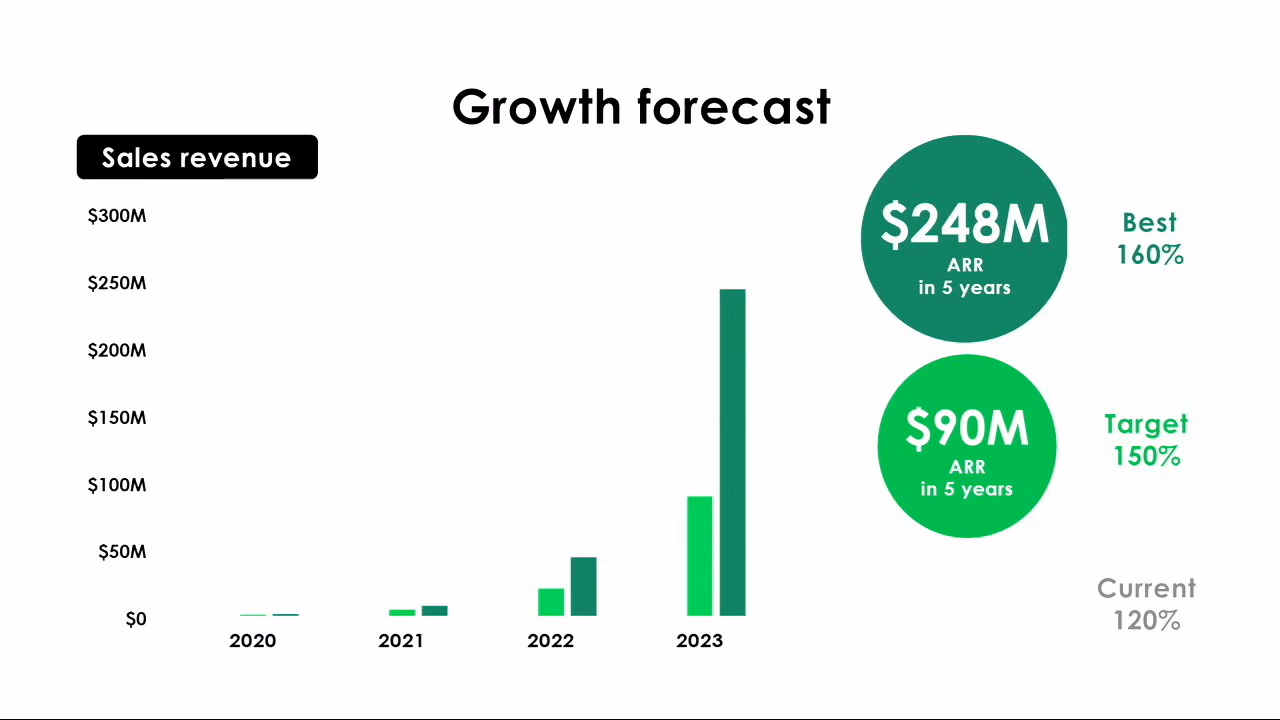 Growth forecast
Sales revenue
$300M
$250M
$200M
$150M
$100M
$50M
$0
2020
2021
2022
2023
$248M
ARR
in 5 years
Best
160%
$90M
ARR
in 5 years
Target
150%
Current
120%